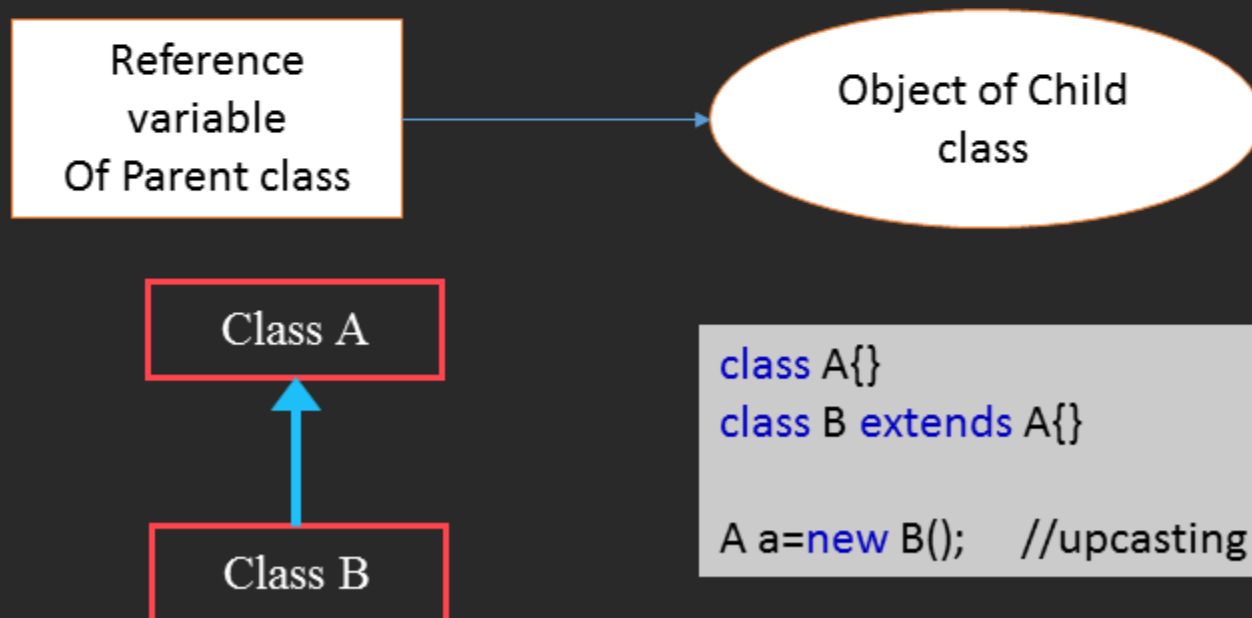 Reference
variable
Of Parent class
Object of Child
class
Class A
Class B
class A{}
class B extends A{}
A a=new B(); //upcasting